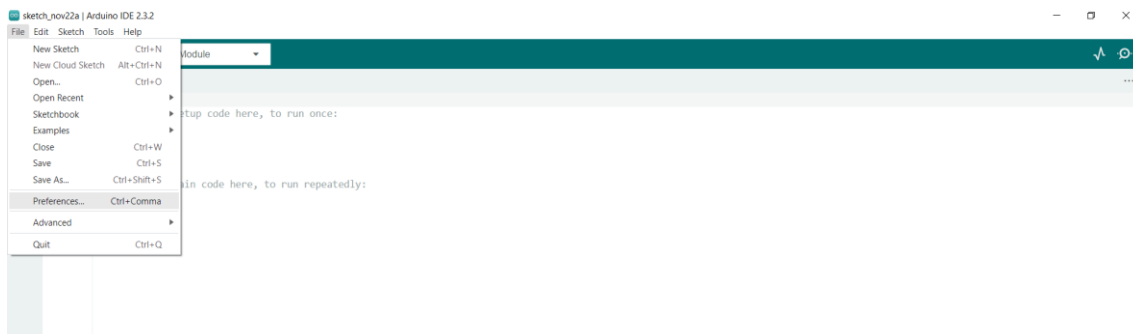 sketch_nov22a | Arduino IDE 2.3.2
File Edit Sketch Tools Help
New Sketch Ctrl+N
Module
New Cloud Sketch Alt+Ctrl+N
Open... Ctrl+O
Open Recent
Sketchbook
etup code here, to run once:
Examples
Close Ctrl+W
Save Ctrl+S
Save As... Ctrl+Shift+S
ain code here, to run repeatedly:
Preferences... Ctrl+Comma
Advanced
Quit Ctrl+Q